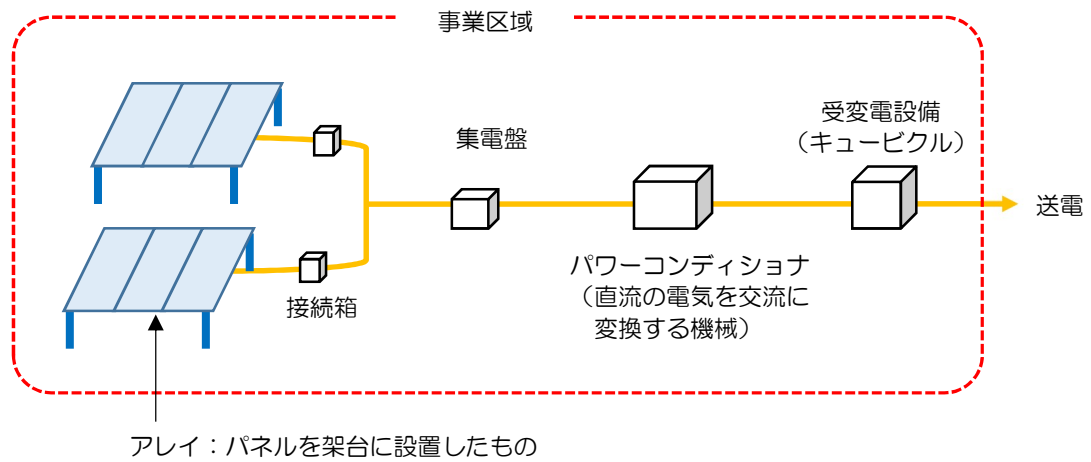 事業区域
受変電設備
（キュービクル）
集電盤
送電
パワーコンディショナ
（直流の電気を交流に
変換する機械）
接続箱
アレイ：パネルを架台に設置したもの